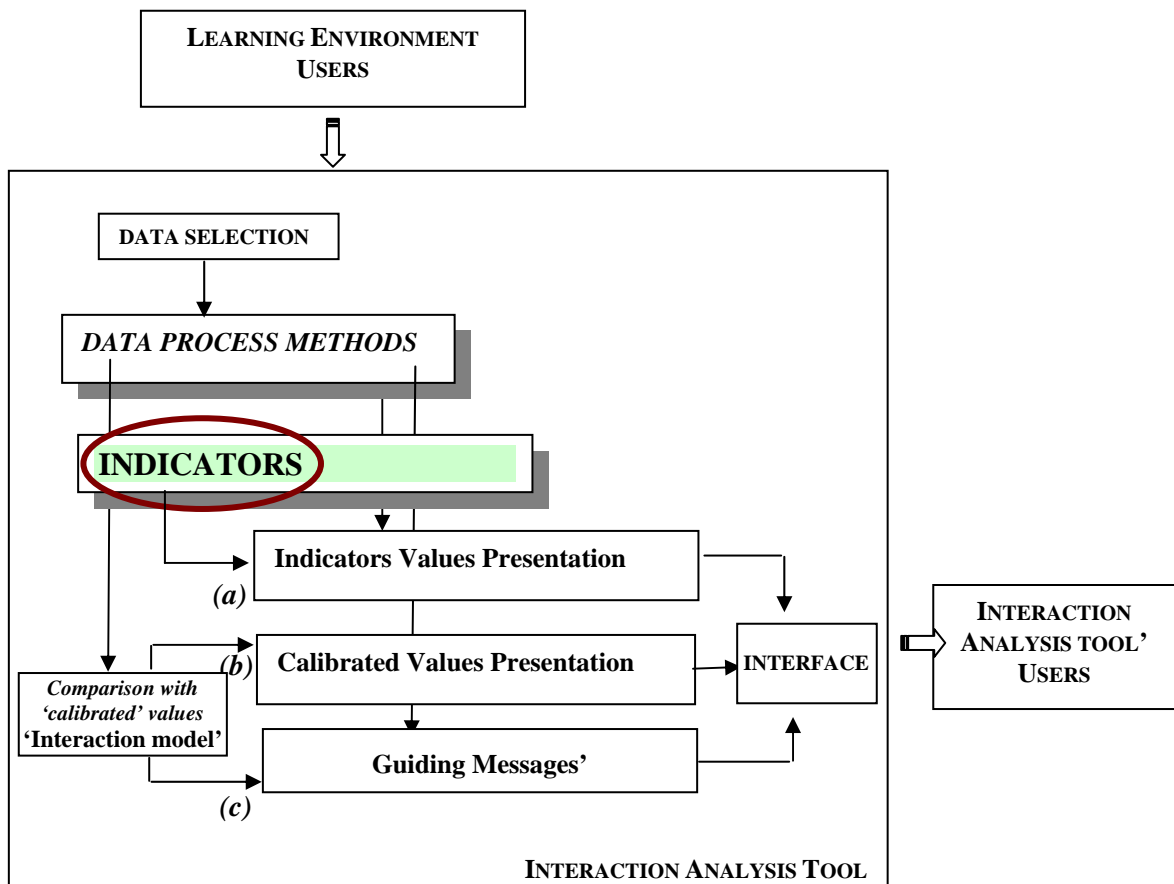 LEARNING ENVIRONMENT
USERS
DATA SELECTION
DATA PROCESS METHODS
INDICATORS
Indicators Values Presentation
(a)
(b)
Calibrated Values Presentation
INTERFACE
INTERACTION
ANALYSIS TOOL'
USERS
Comparison with
'calibrated' values
'Interaction model'
Guiding Messages'
(c)
INTERACTION ANALYSIS TOOL